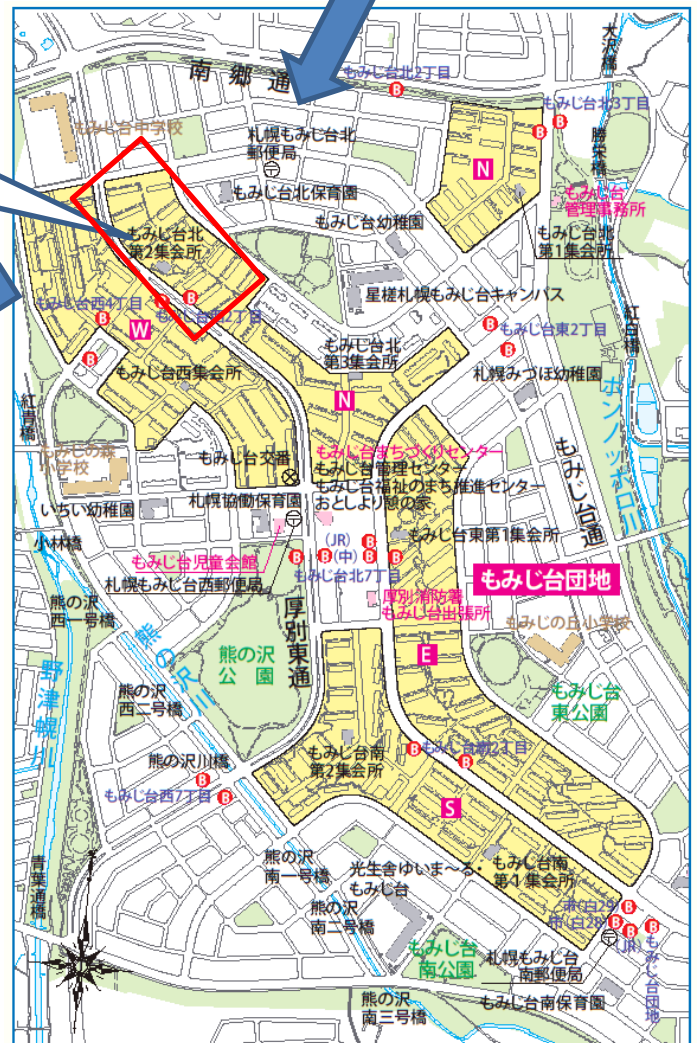 南郷通
もみじ台北2丁目
大沢橋
もみじ台北3丁目
もみじ台中学校
札幌もみじ台北
郵便局
勝栄橋
N
もみじ台北保育園
もみじ台
管理事務所
もみじ台幼稚園
もみじ台北
第1集会所
もみじ台北
第2集会所
星槎札幌もみじ台キャンパス
紅白橋
もみじ台西4丁目
W
もみじ台東2丁目
もみじ台北
第3集会所
札幌みづほ幼稚園
もみじ台西集会所
紅青橋
N
ホンノッポロ川
もみじの森
小学校
もみじ台交番
もみじ台まちづくりセンター
もみじ台管理センター
もみじ台福祉のまち推進センター
おとしより憩の家
もみじ台通
いちい幼稚園
札幌協働保育園
小林橋
もみじ台東第1集会所
(JR)
(中)
もみじ台北7丁目
もみじ台児童会館
札幌もみじ台西郵便局
もみじ台団地
熊の沢
西一号橋
厚別消防署
もみじ台出張所
もみじの丘小学校
厚別東通
熊の沢川
熊の沢
公園
E
野津幌川
もみじ台
東公園
熊の沢
西二号橋
もみじ台南
第2集会所
もみじ台南2丁目
熊の沢川橋
もみじ台西7丁目
S
熊の沢
南一号橋
光生舎ゆいま〜る・
もみじ台
もみじ台南
第1集会所
青葉通橋
熊の沢
南二号橋
市(白29)
市(白28)
(JR)
もみじ台団地
もみじ台
南公園
札幌もみじ台
南郵便局
もみじ台南保育園
熊の沢
南三号橋